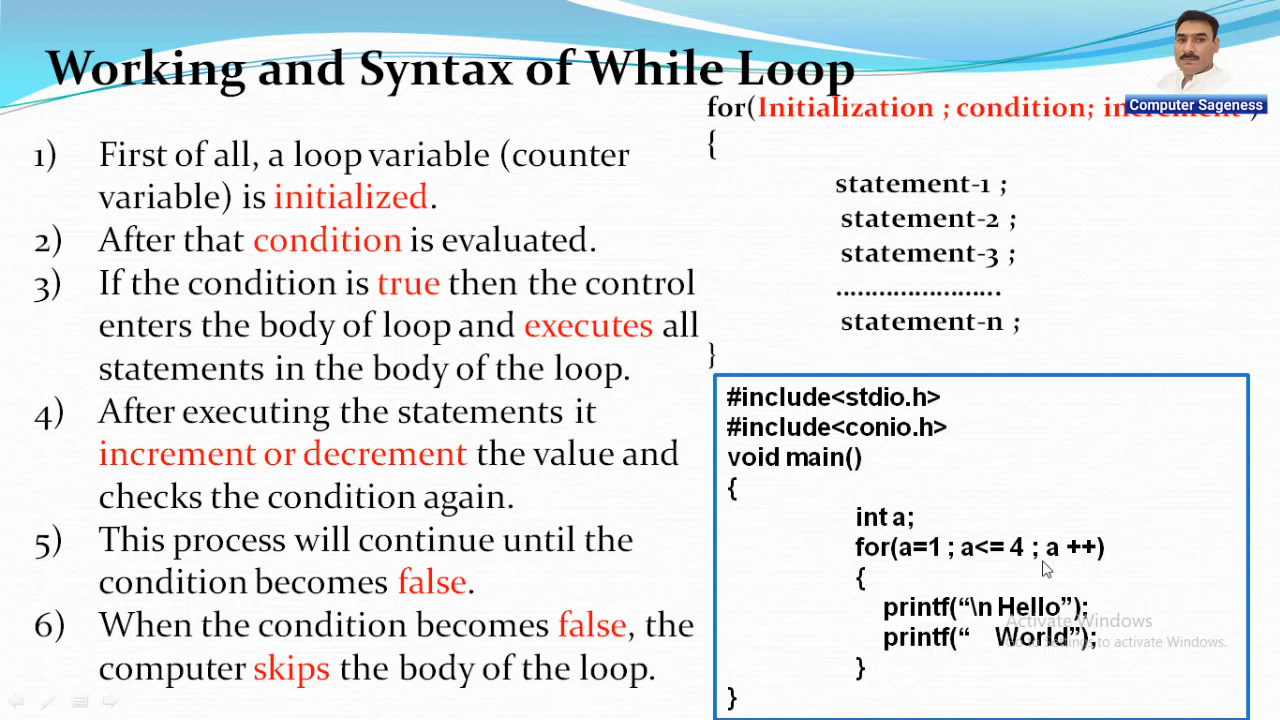 Working and Syntax of While Loop
Computer Sageness
for(Initialization ; condition; increment )
{
statement-1 ;
statement-2 ;
statement-3 ;
.......................
statement-n ;
}
1) First of all, a loop variable (counter
variable) is initialized.
2) After that condition is evaluated.
3) If the condition is true then the control
enters the body of loop and executes all
statements in the body of the loop.
4) After executing the statements it
increment or decrement the value and
checks the condition again.
5) This process will continue until the
condition becomes false.
6) When the condition becomes false, the
computer skips the body of the loop.
#include<stdio.h>
#include<conio.h>
void main()
{
int a;
for(a=1 ; a<= 4 ; a ++)
{
printf(“\n Hello”);
printf(“ World”);
}
}
Activate Windows
Go to Settings to activate Windows.